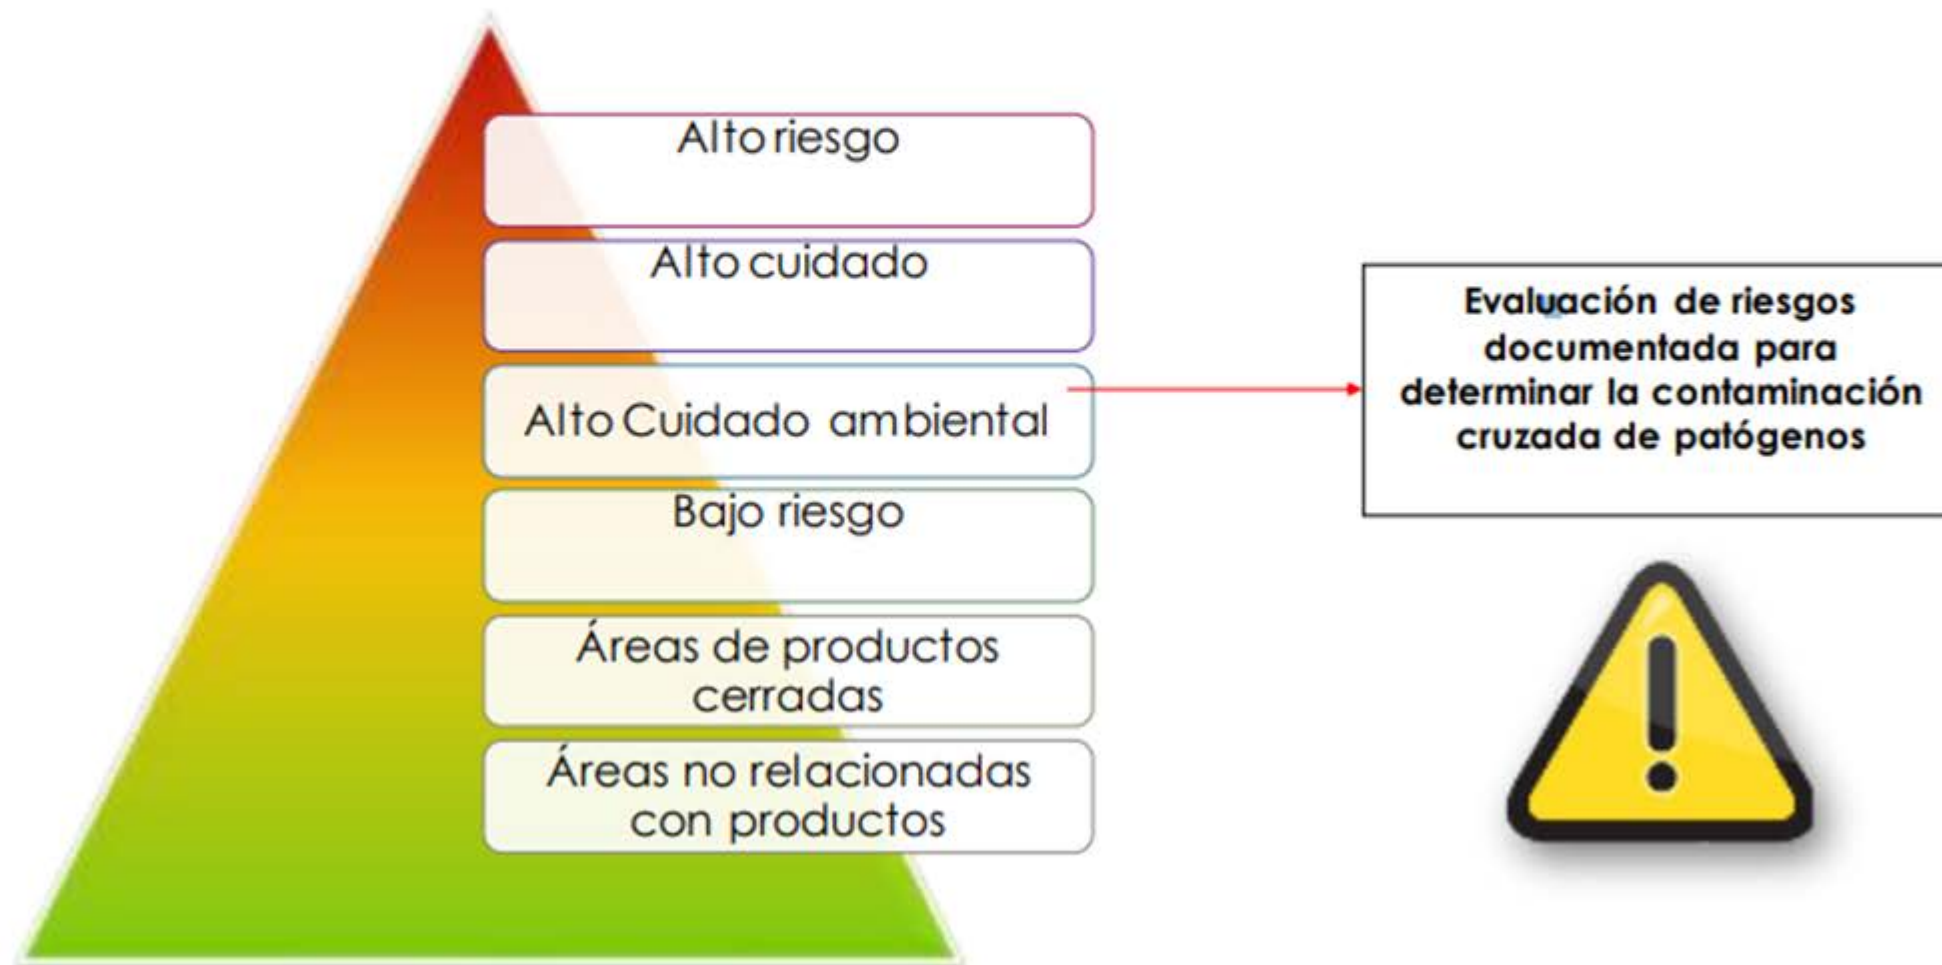 Alto riesgo
Alto cuidado
Alto Cuidado ambiental
Bajo riesgo
Áreas de productos
cerradas
Áreas no relacionadas
con productos
Evaluación de riesgos
documentada para
determinar la contaminación
cruzada de patógenos